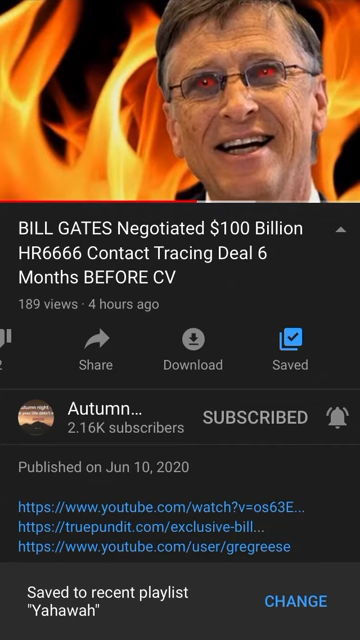 BILL GATES Negotiated $100 Billion
HR6666 Contact Tracing Deal 6
Months BEFORE CV
189 views · 4 hours ago
2
Share
Download
Saved
Autumn...
SUBSCRIBED
2.16K subscribers
Published on Jun 10, 2020
https://www.youtube.com/watch?v=os63E...
https://truepundit.com/exclusive-bill...
https://www.youtube.com/user/gregreese
Saved to recent playlist
"Yahawah"
CHANGE